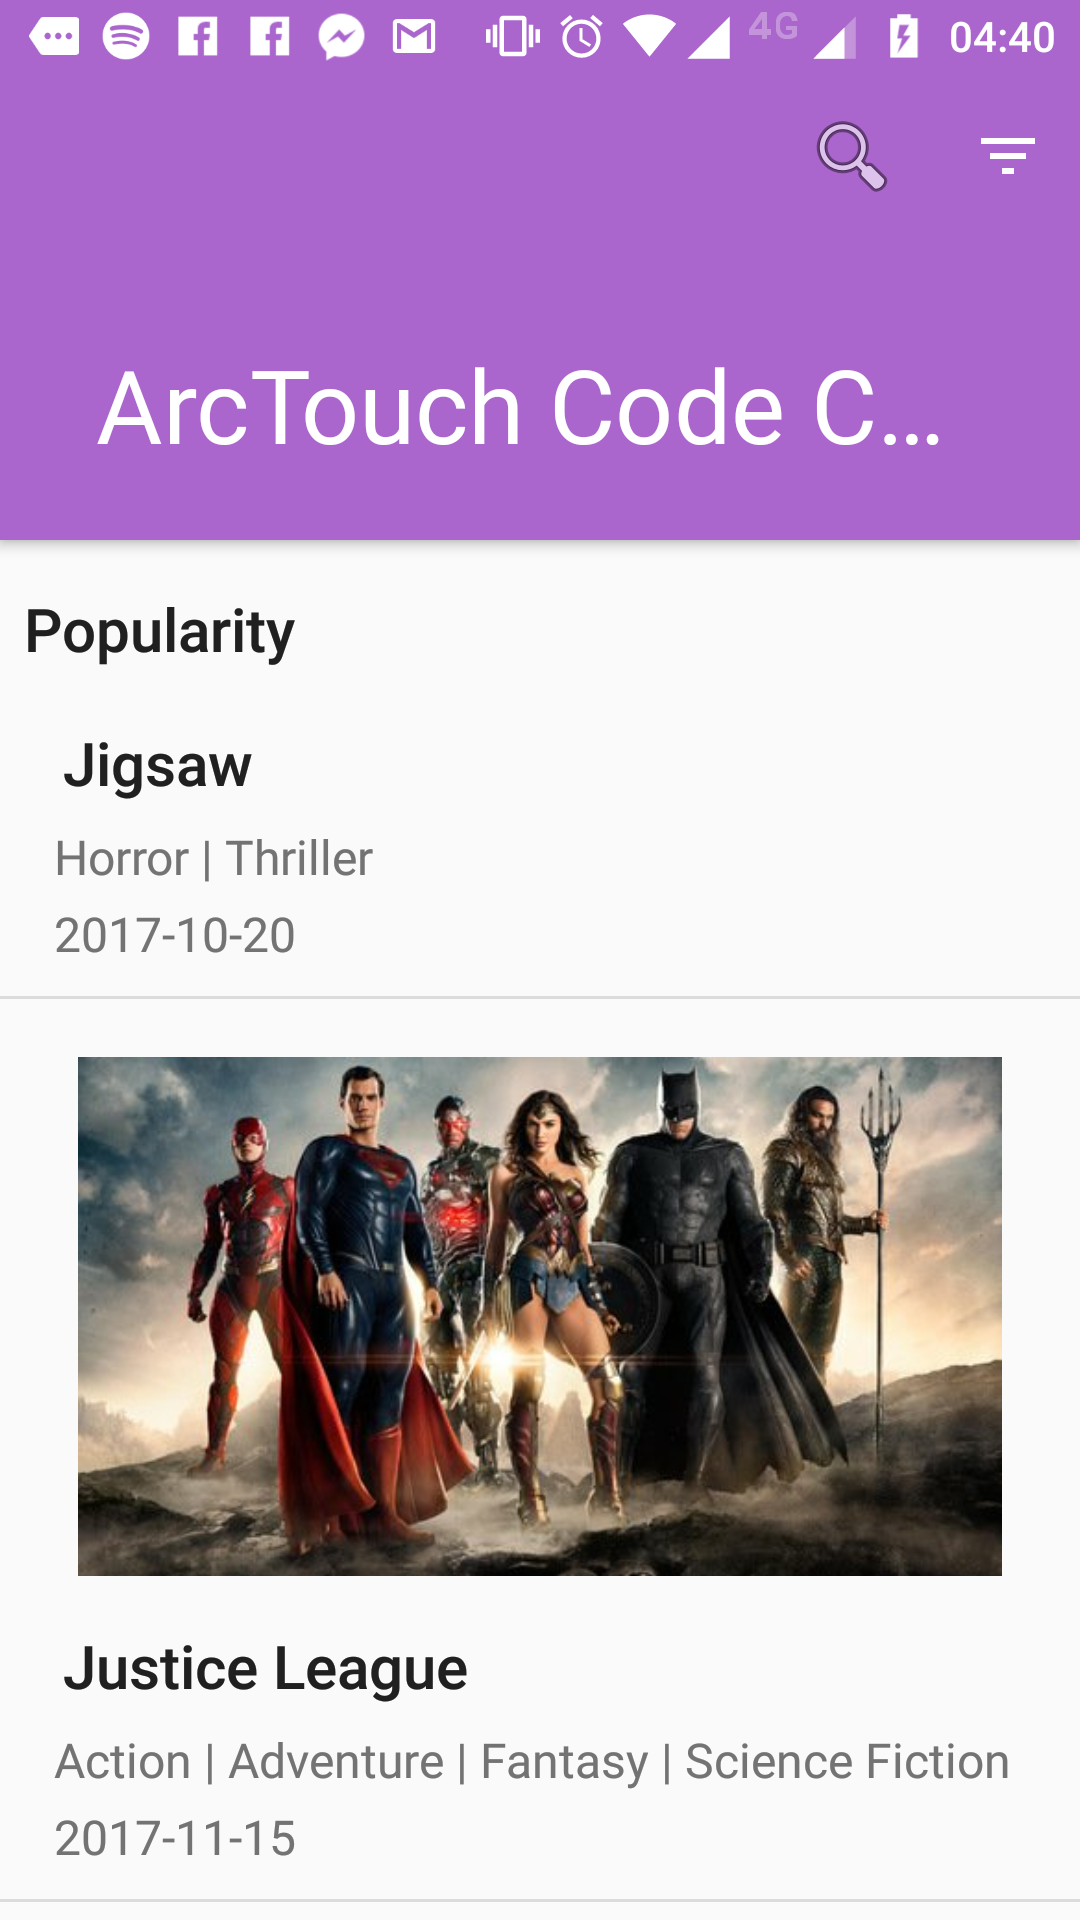 4G 04:40
ArcTouch Code C...
Popularity
Jigsaw
Horror | Thriller
2017-10-20
Justice League
Action | Adventure | Fantasy | Science Fiction
2017-11-15